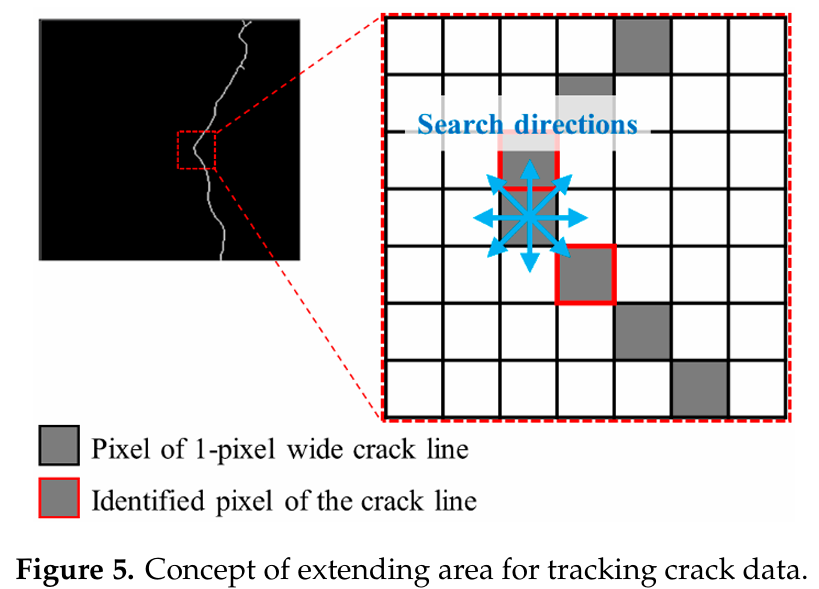 Search directions
Pixel of 1-pixel wide crack line
Identified pixel of the crack line
Figure 5. Concept of extending area for tracking crack data.